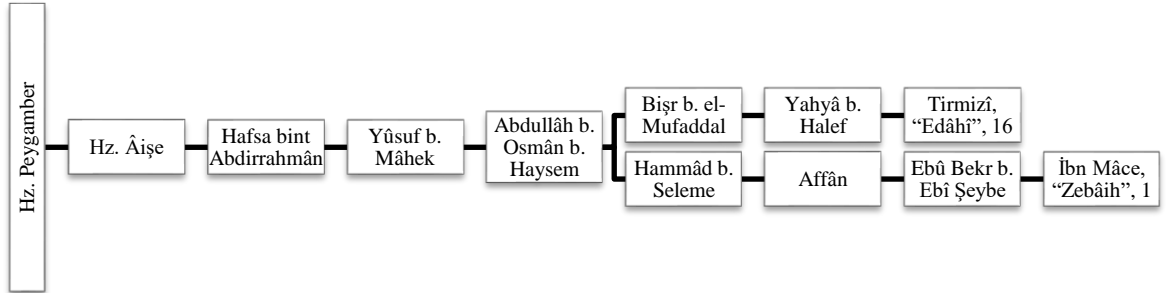 Hz. Peygamber
Hz. Âişe
Hafsa bint
Abdirrahmân
Yûsuf b.
Mâhek
Abdullâh b.
Osmân b.
Haysem
Bişr b. el-
Mufaddal
Yahyâ b.
Halef
Tirmizî,
“Edâhî”, 16
Hammâd b.
Seleme
Affân
Ebû Bekr b.
Ebî Şeybe
İbn Mâce,
“Zebâih”, 1